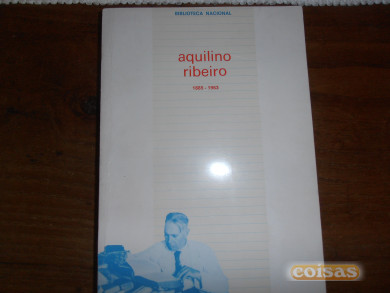 BIBLIOTECA NACIONAL
aquilino
ribeiro
1885 - 1963
coisas